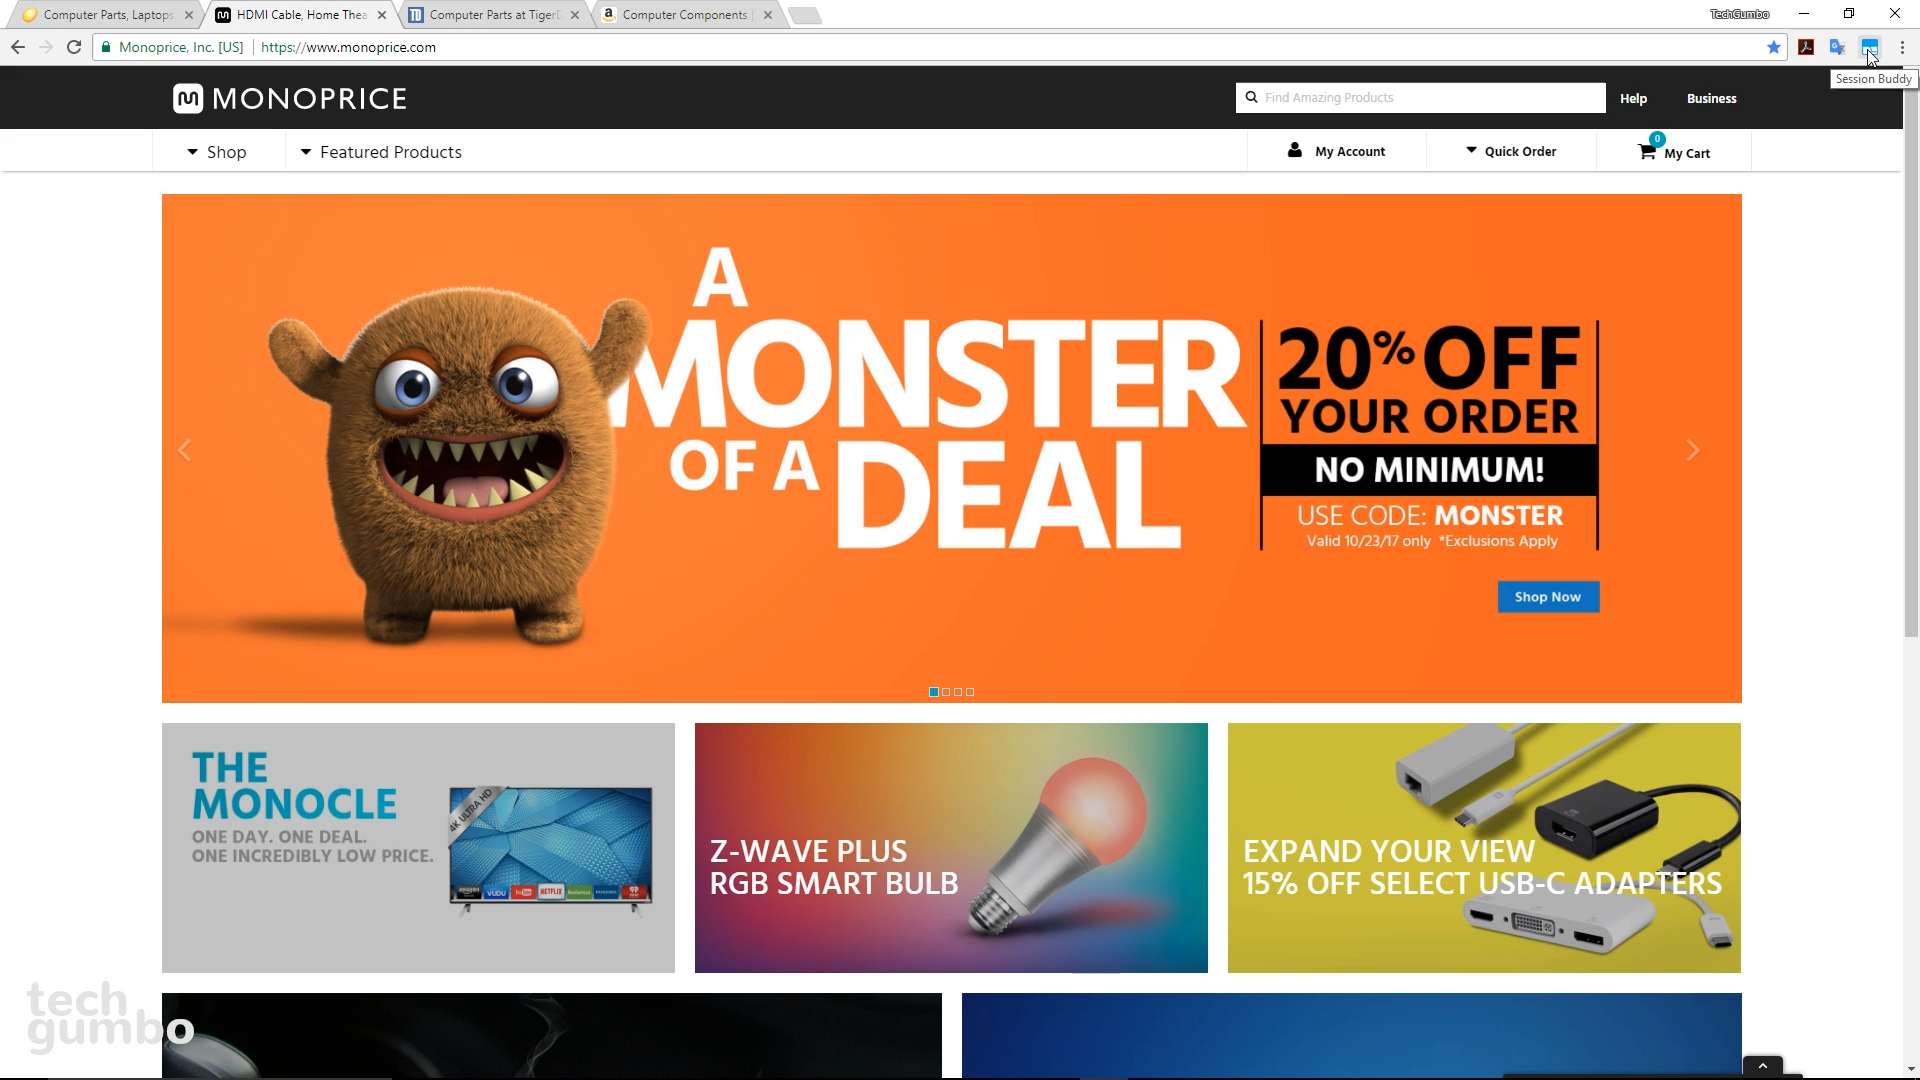 Computer Parts, Laptops
HDMI Cable, Home Thea
Computer Parts at TigerD
Computer Components
TechGumbo
Monoprice, Inc. [US]
https://www.monoprice.com
Session Buddy
MONOPRICE
Find Amazing Products
Help
Business
Shop
Featured Products
My Account
Quick Order
0
My Cart
A
MONSTER
OF A DEAL
20% OFF
YOUR ORDER
NO MINIMUM!
USE CODE: MONSTER
Valid 10/23/17 only *Exclusions Apply
Shop Now
THE
MONOCLE
ONE DAY. ONE DEAL.
ONE INCREDIBLY LOW PRICE.
4K ULTRA HD
amazon
VUDU
YouTube
NETFLIX
PANDORA
Z-WAVE PLUS
RGB SMART BULB
EXPAND YOUR VIEW
15% OFF SELECT USB-C ADAPTERS
tech
gumbo